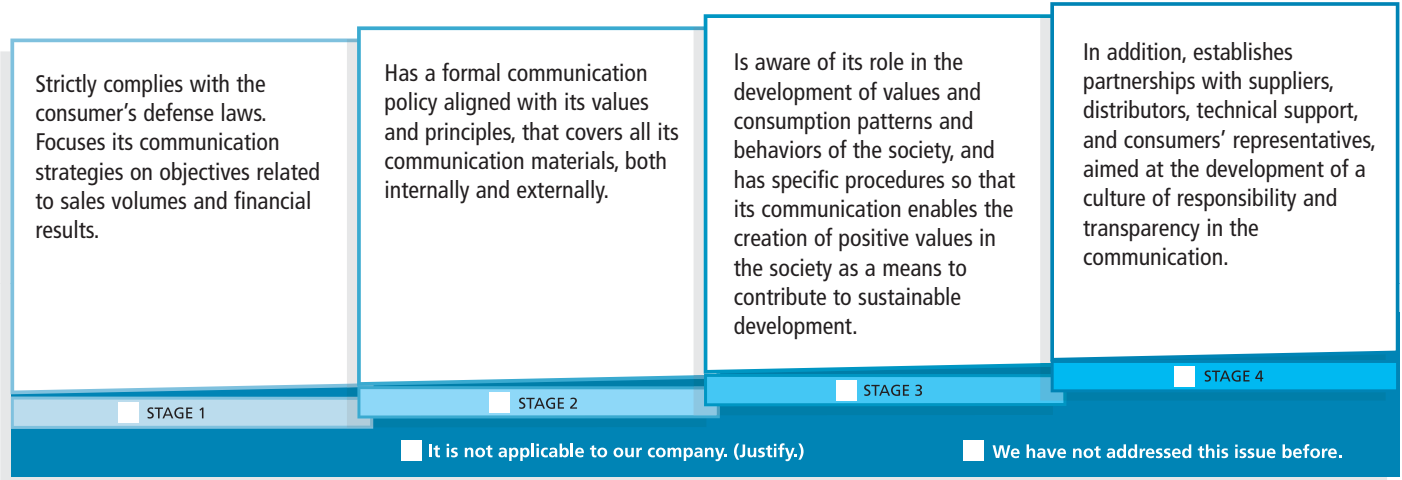 Strictly complies with the
consumer’s defense laws.
Focuses its communication
strategies on objectives related
to sales volumes and financial
results.
STAGE 1
Has a formal communication
policy aligned with its values
and principles, that covers all its
communication materials, both
internally and externally.
STAGE 2
Is aware of its role in the
development of values and
consumption patterns and
behaviors of the society, and
has specific procedures so that
its communication enables the
creation of positive values in
the society as a means to
contribute to sustainable
development.
STAGE 3
In addition, establishes
partnerships with suppliers,
distributors, technical support,
and consumers’ representatives,
aimed at the development of a
culture of responsibility and
transparency in the
communication.
STAGE 4
It is not applicable to our company. (Justify.)
We have not addressed this issue before.